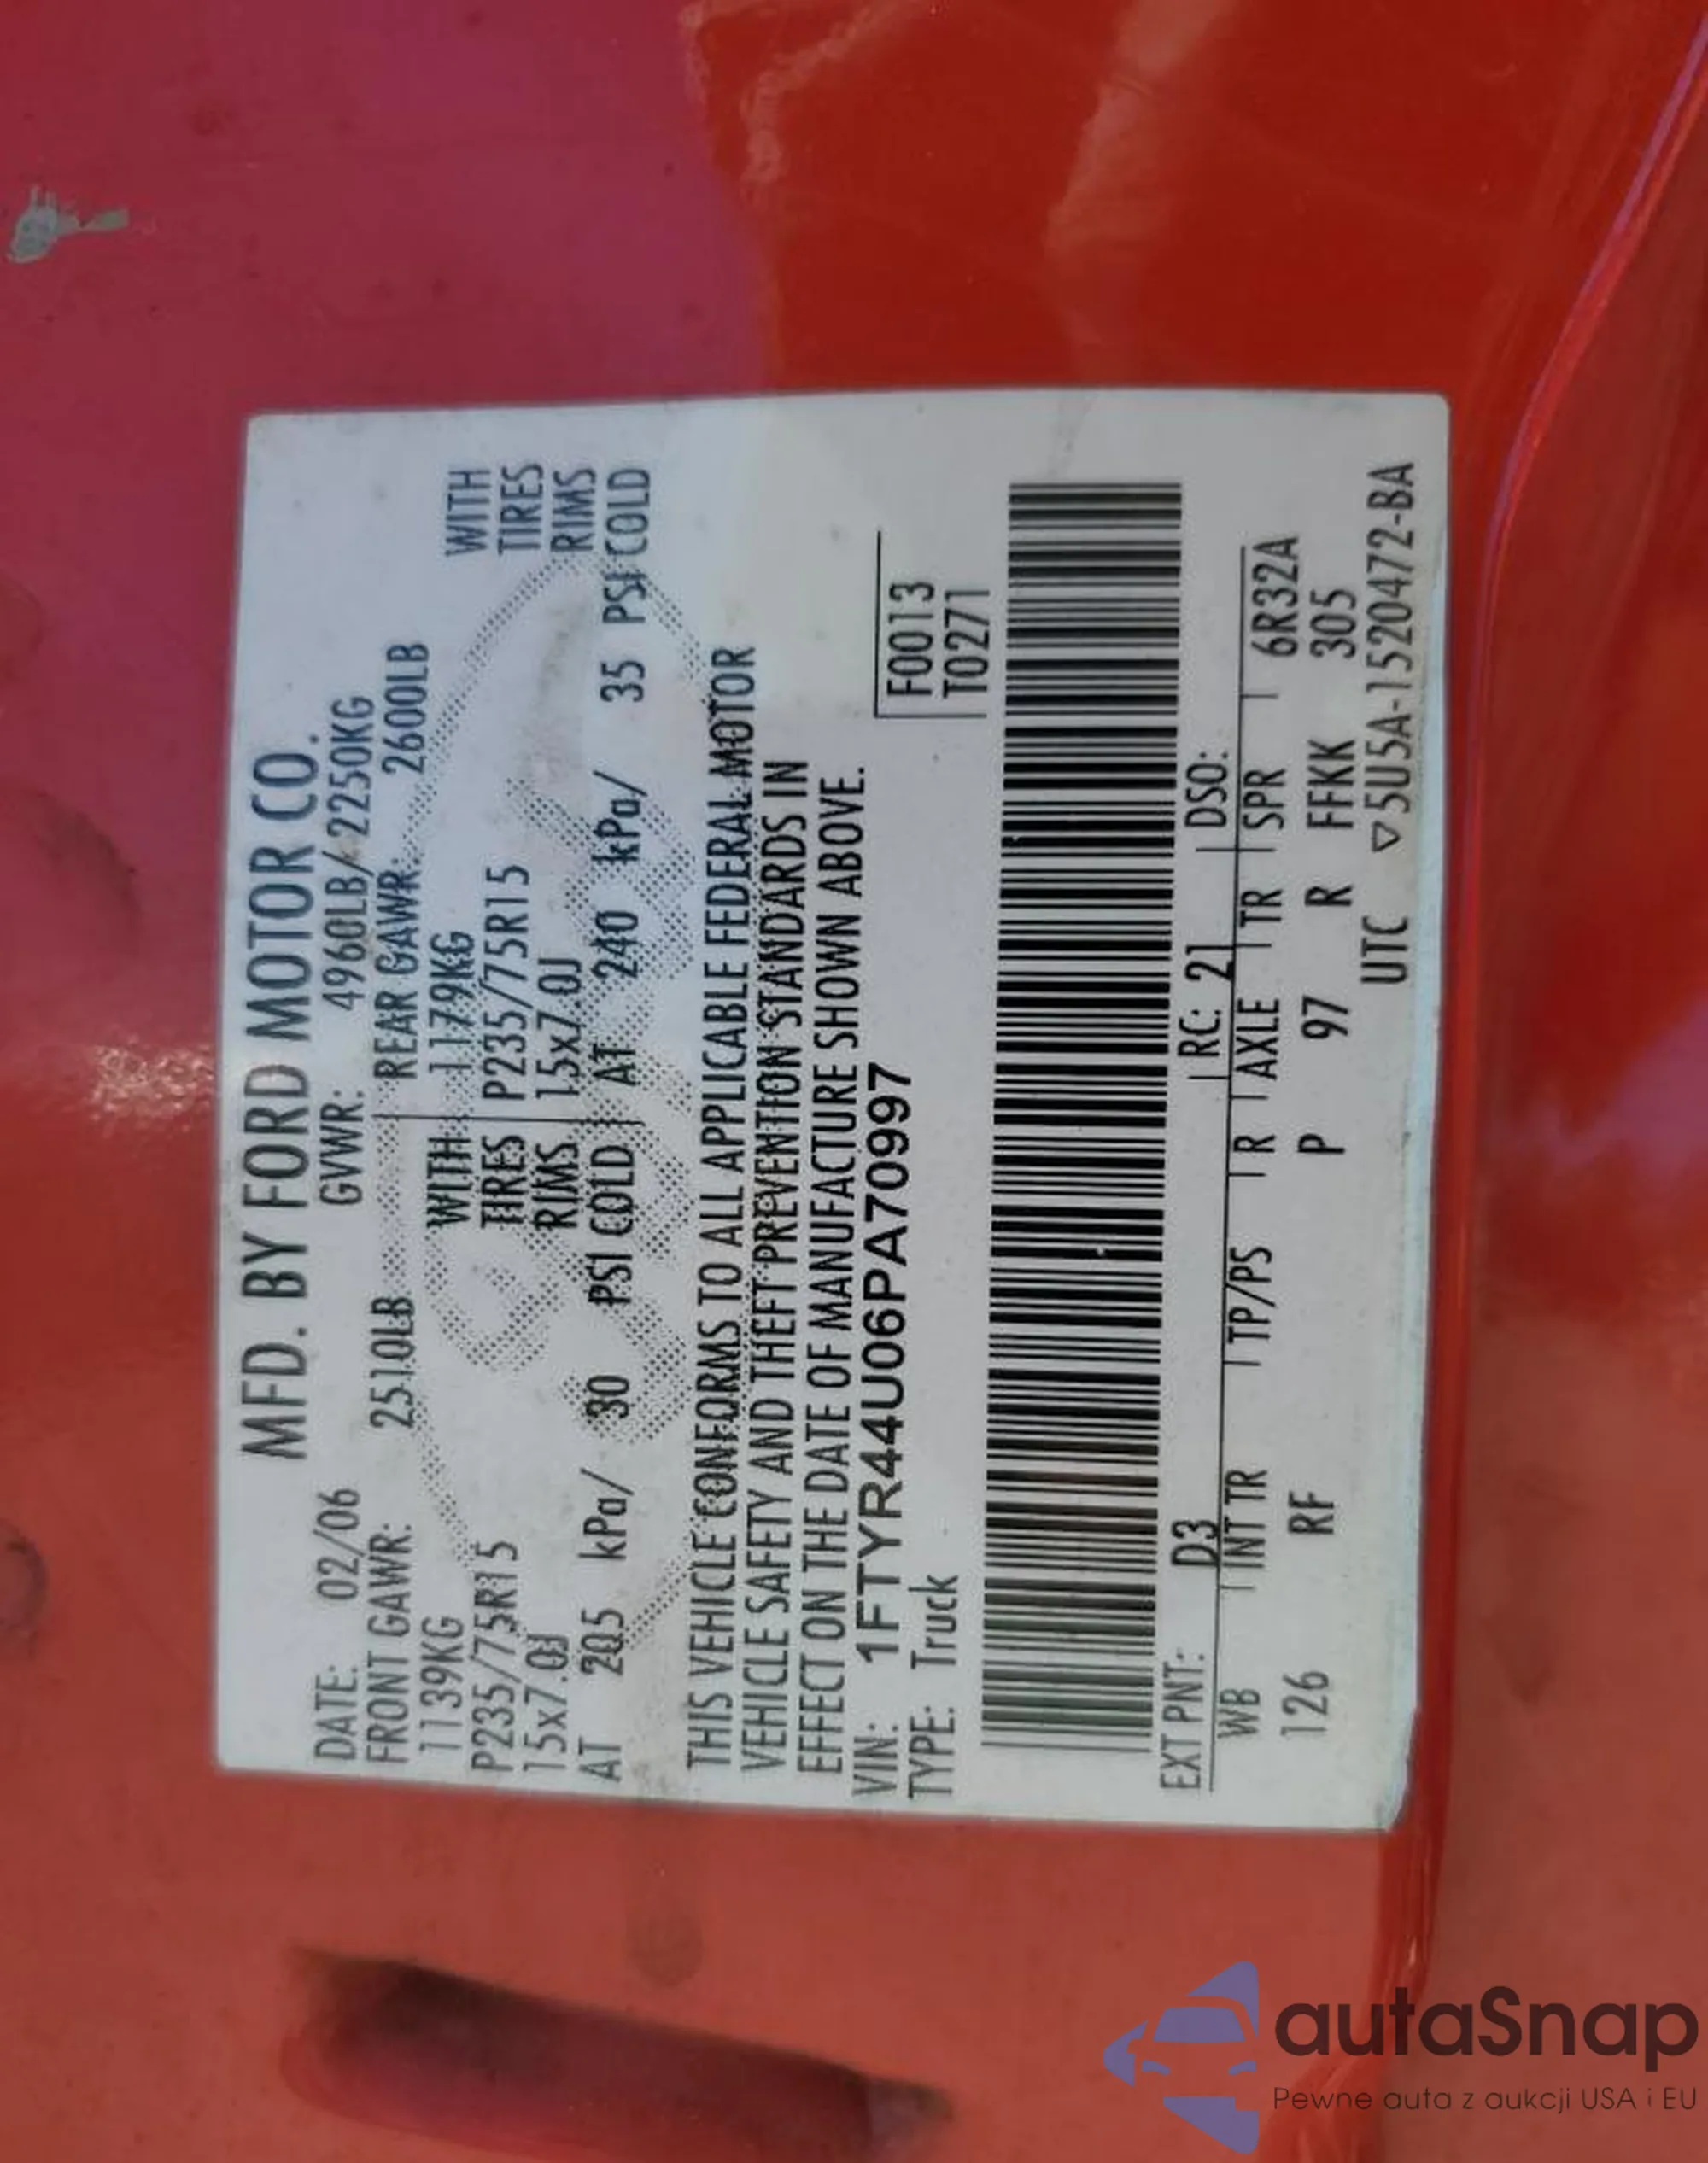 MFD. BY FORD MOTOR CO.
DATE: 02/06 GVWR: 4960LB/2250KG
FRONT GAWR: 2510LB REAR GAWR: 2600LB
1139KG WITH 1179KG WITH
P235/75R15 TIRES P235/75R15 TIRES
15x7.0J RIMS 15x7.0J RIMS
AT 205 kPa/ 30 PSI COLD AT 240 kPa/ 35 PSI COLD
THIS VEHICLE CONFORMS TO ALL APPLICABLE FEDERAL MOTOR
VEHICLE SAFETY AND THEFT PREVENTION STANDARDS IN
EFFECT ON THE DATE OF MANUFACTURE SHOWN ABOVE.
VIN: 1FTYR44U06PA70997 F0013
TYPE: Truck T0271
EXT PNT: D3 RC: 21 DSO:
WB INT TR TP/PS R AXLE TR SPR 6R32A
126 RF P 97 R FFKK 305
UTC ▽5U5A-1520472-BA
autaSnap
Pewne auta z aukcji USA i EU